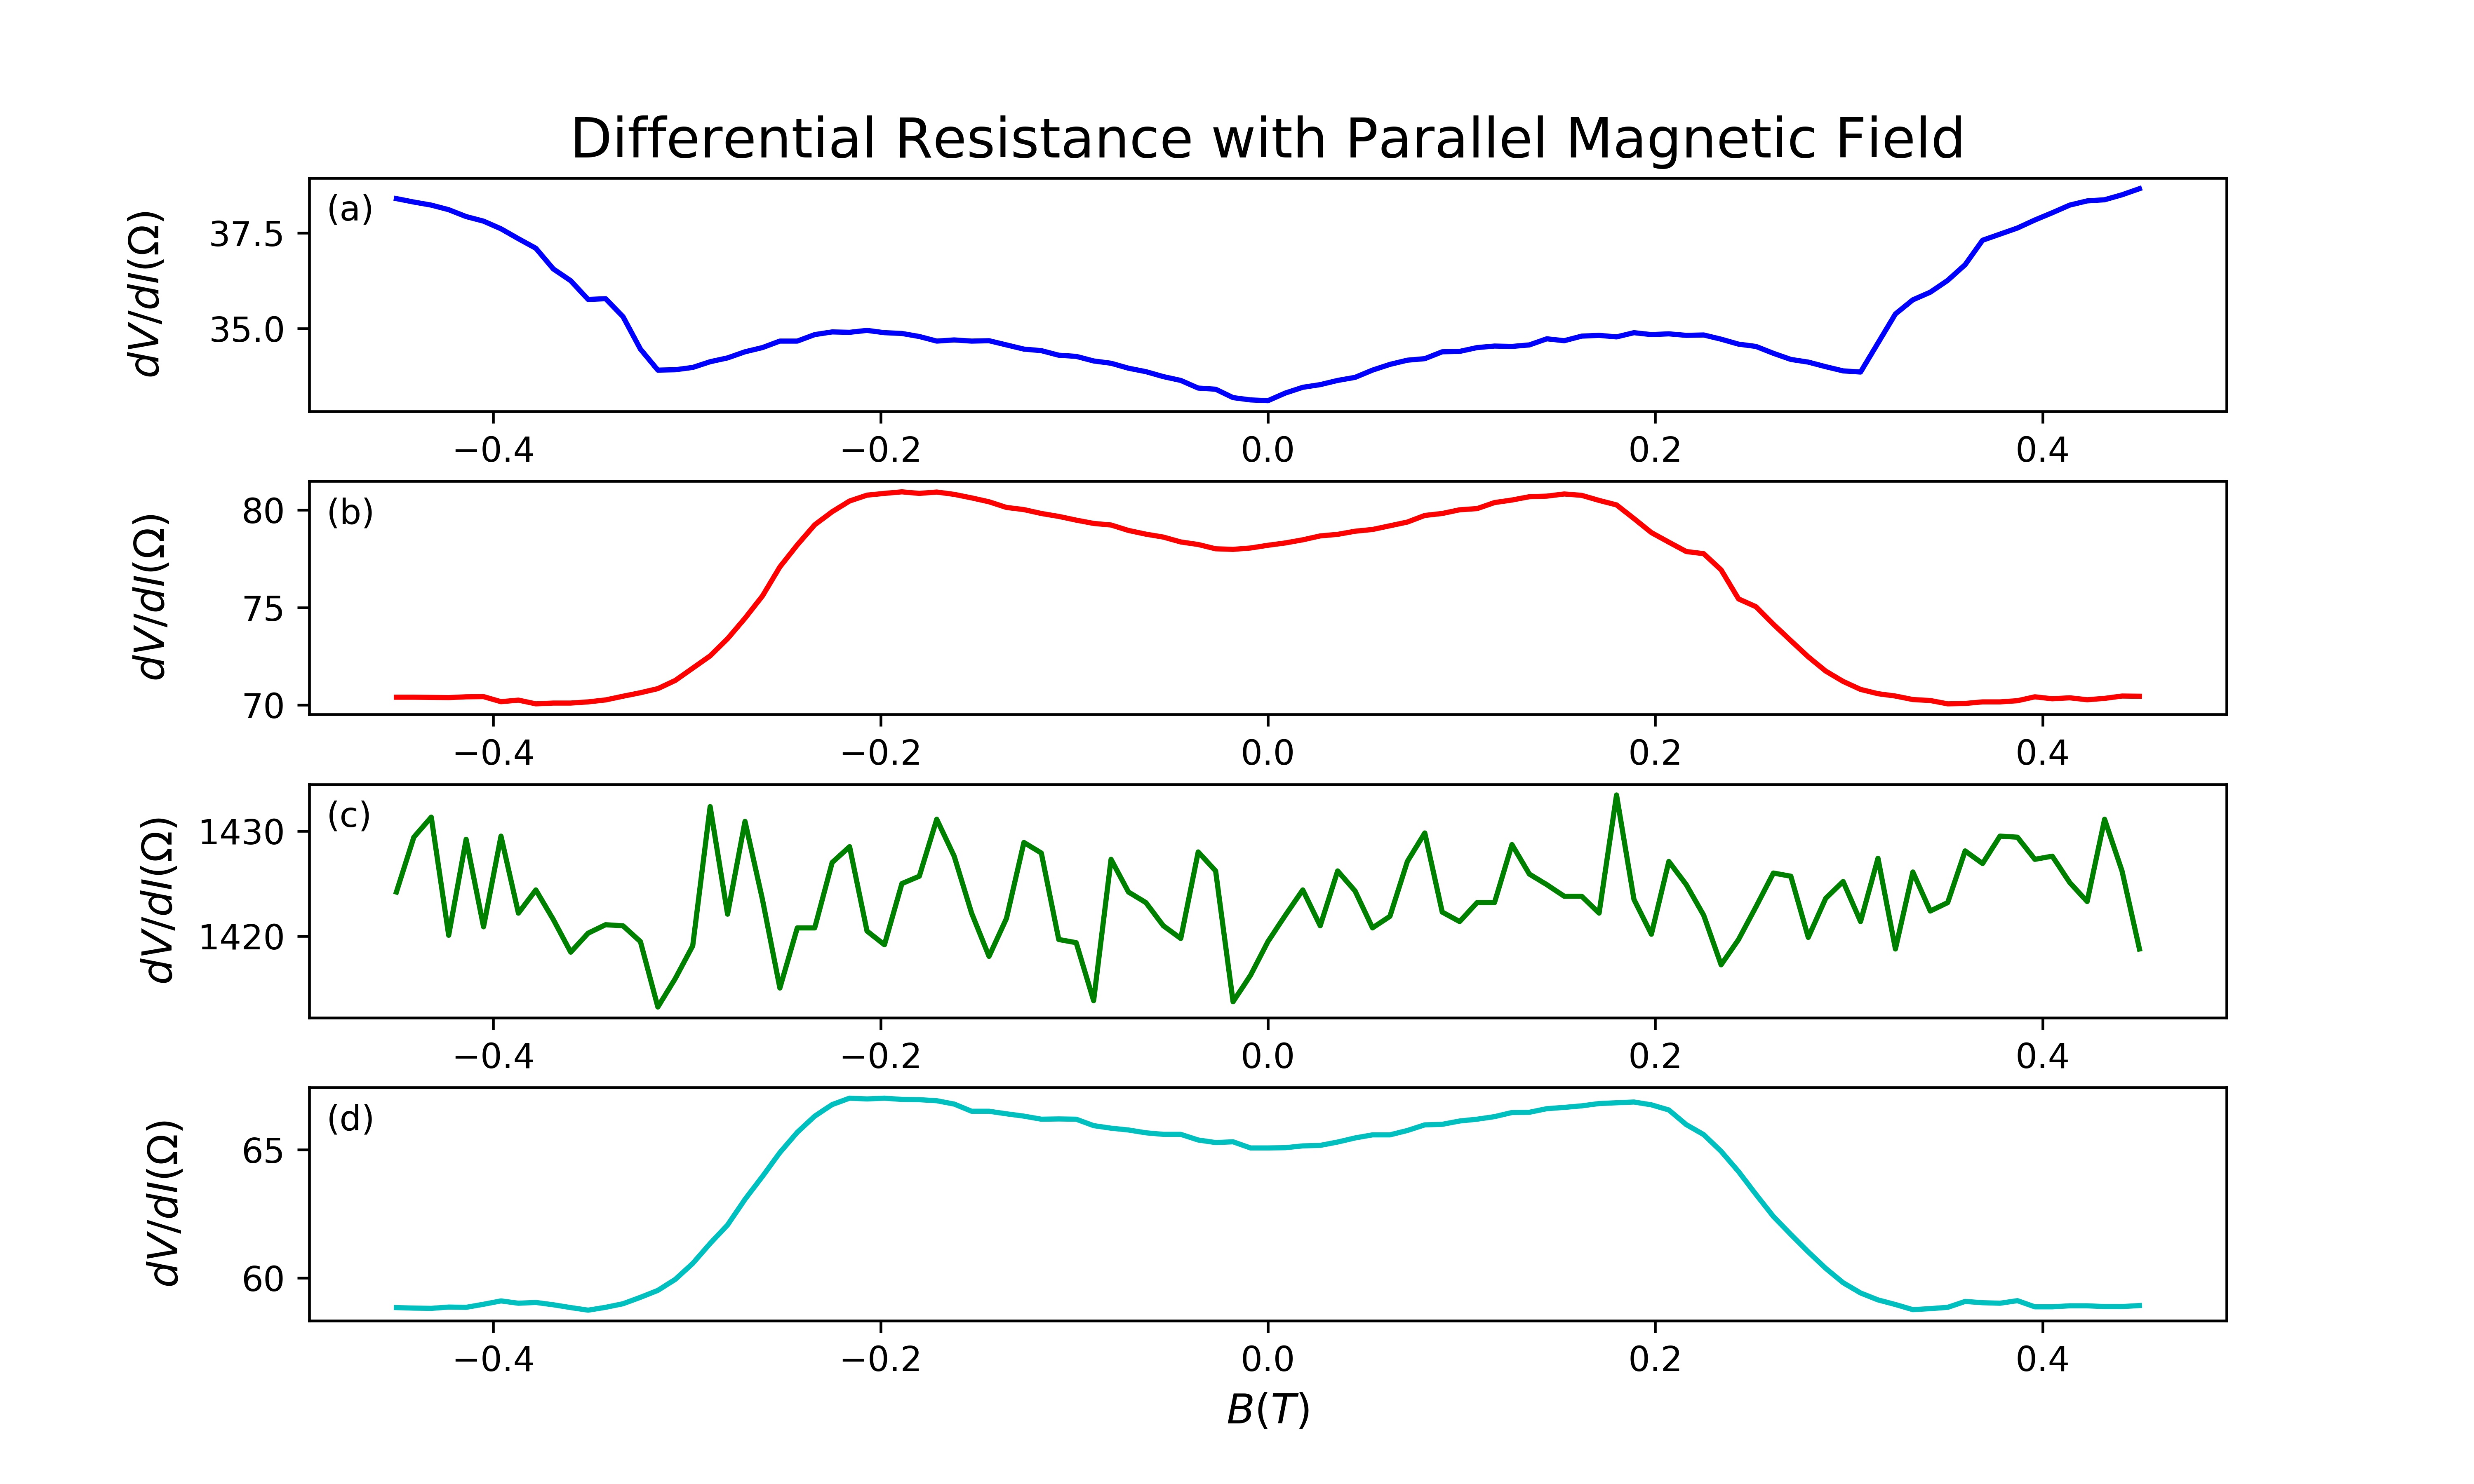 Differential Resistance with Parallel Magnetic Field
(a)
dV/dI(Ω)
37.5
35.0
−0.4 −0.2 0.0 0.2 0.4
(b)
dV/dI(Ω)
80
75
70
−0.4 −0.2 0.0 0.2 0.4
(c)
dV/dI(Ω)
1430
1420
−0.4 −0.2 0.0 0.2 0.4
(d)
dV/dI(Ω)
65
60
−0.4 −0.2 0.0 0.2 0.4
B(T)